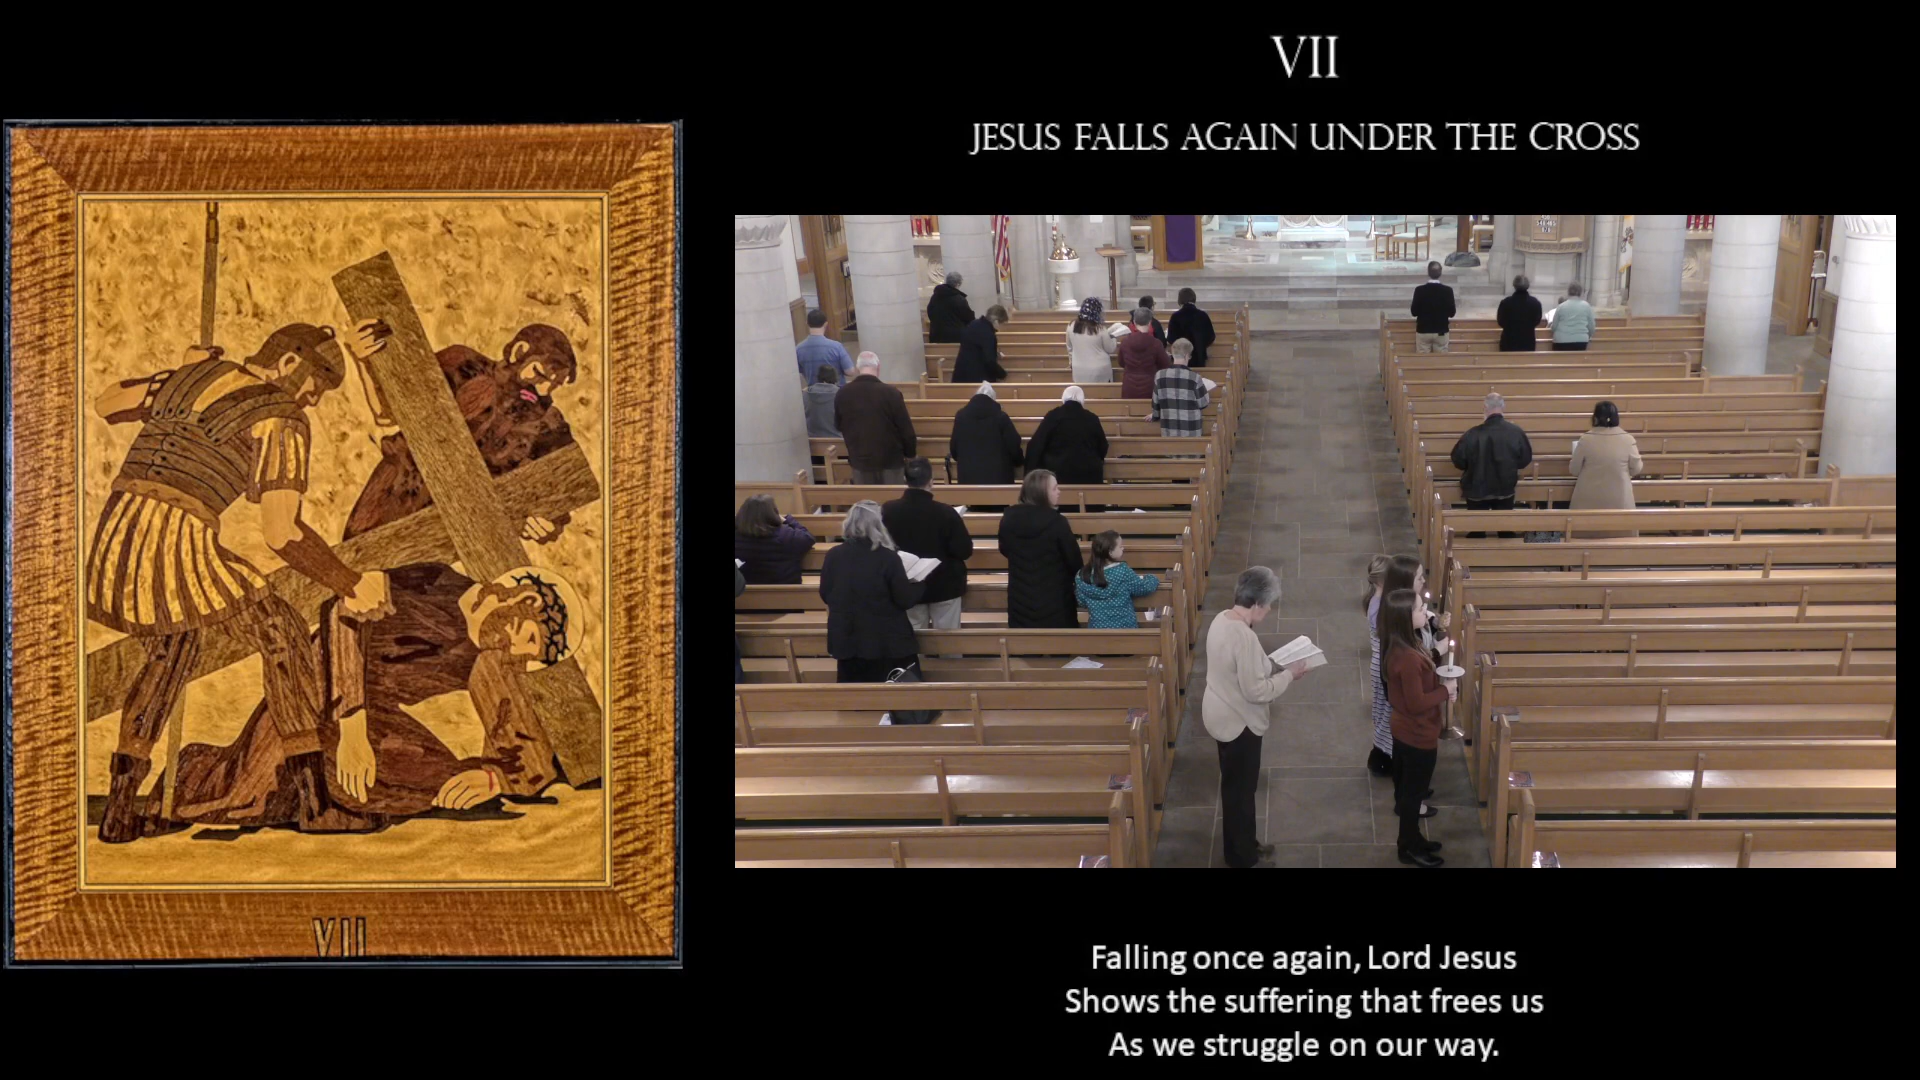 VII
JESUS FALLS AGAIN UNDER THE CROSS
VII
Falling once again, Lord Jesus
Shows the suffering that frees us
As we struggle on our way.